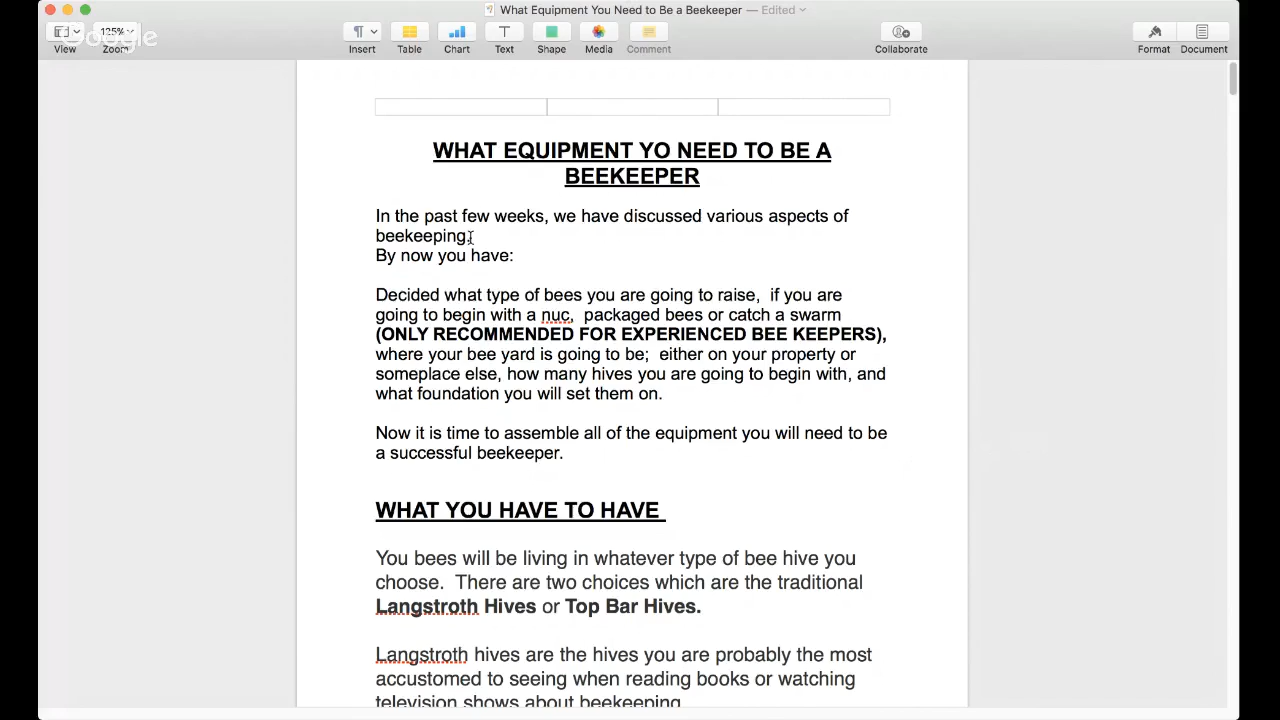 What Equipment You Need to Be a Beekeeper — Edited
View
125%
Zoom
Google
Insert
Table
Chart
Text
Shape
Media
Comment
Collaborate
Format
Document
WHAT EQUIPMENT YO NEED TO BE A
BEEKEEPER
In the past few weeks, we have discussed various aspects of
beekeeping.
By now you have:
Decided what type of bees you are going to raise,  if you are
going to begin with a nuc,  packaged bees or catch a swarm
(ONLY RECOMMENDED FOR EXPERIENCED BEE KEEPERS),
where your bee yard is going to be;  either on your property or
someplace else, how many hives you are going to begin with, and
what foundation you will set them on.
Now it is time to assemble all of the equipment you will need to be
a successful beekeeper.
WHAT YOU HAVE TO HAVE
You bees will be living in whatever type of bee hive you
choose.  There are two choices which are the traditional
Langstroth Hives or Top Bar Hives.
Langstroth hives are the hives you are probably the most
accustomed to seeing when reading books or watching
television shows about beekeeping.